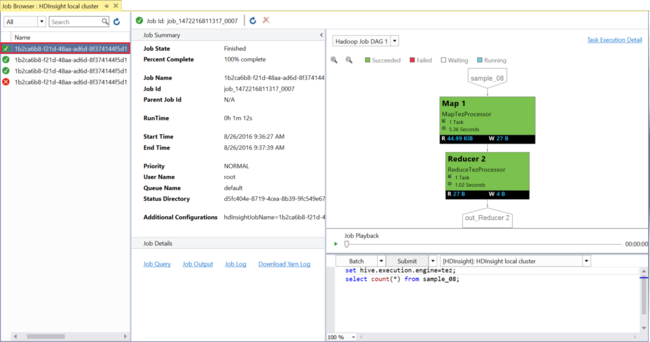 Job Browser : HDInsight local cluster
All
Search
Name
1b2ca6b8-f21d-48aa-ad6d-8f374144f5d1
1b2ca6b8-f21d-48aa-ad6d-8f374144f5d1
1b2ca6b8-f21d-48aa-ad6d-8f374144f5d1
1b2ca6b8-f21d-48aa-ad6d-8f374144f5d1
Job Id: job_1472216811317_0007
Job Summary
Job State Finished
Percent Complete 100% complete
Job Name 1b2ca6b8-f21d-48aa-ad6d-8f374144
Job Id job_1472216811317_0007
Parent Job Id N/A
RunTime 0h 1m 12s
Start Time 8/26/2016 9:36:27 AM
End Time 8/26/2016 9:37:39 AM
Priority NORMAL
User Name root
Queue Name default
Status Directory d5fc404e-8719-4cea-8b39-9fc549e67
Additional Configurations hdInsightJobName=1b2ca6b8-f21d-4
Job Details
Job Query Job Output Job Log Download Yarn Log
Hadoop Job DAG 1
Task Execution Detail
Succeeded Failed Waiting Running
sample_08
Map 1
MapTezProcessor
1 Task
5.36 Seconds
R 44.99 KIB W 27 B
Reducer 2
ReduceTezProcessor
1 Task
1.02 Seconds
R 27 B W 4 B
out_Reducer 2
Job Playback
00:00:00
Batch Submit [HDInsight]: HDInsight local cluster
set hive.execution.engine=tez;
select count(*) from sample_08;
100 %